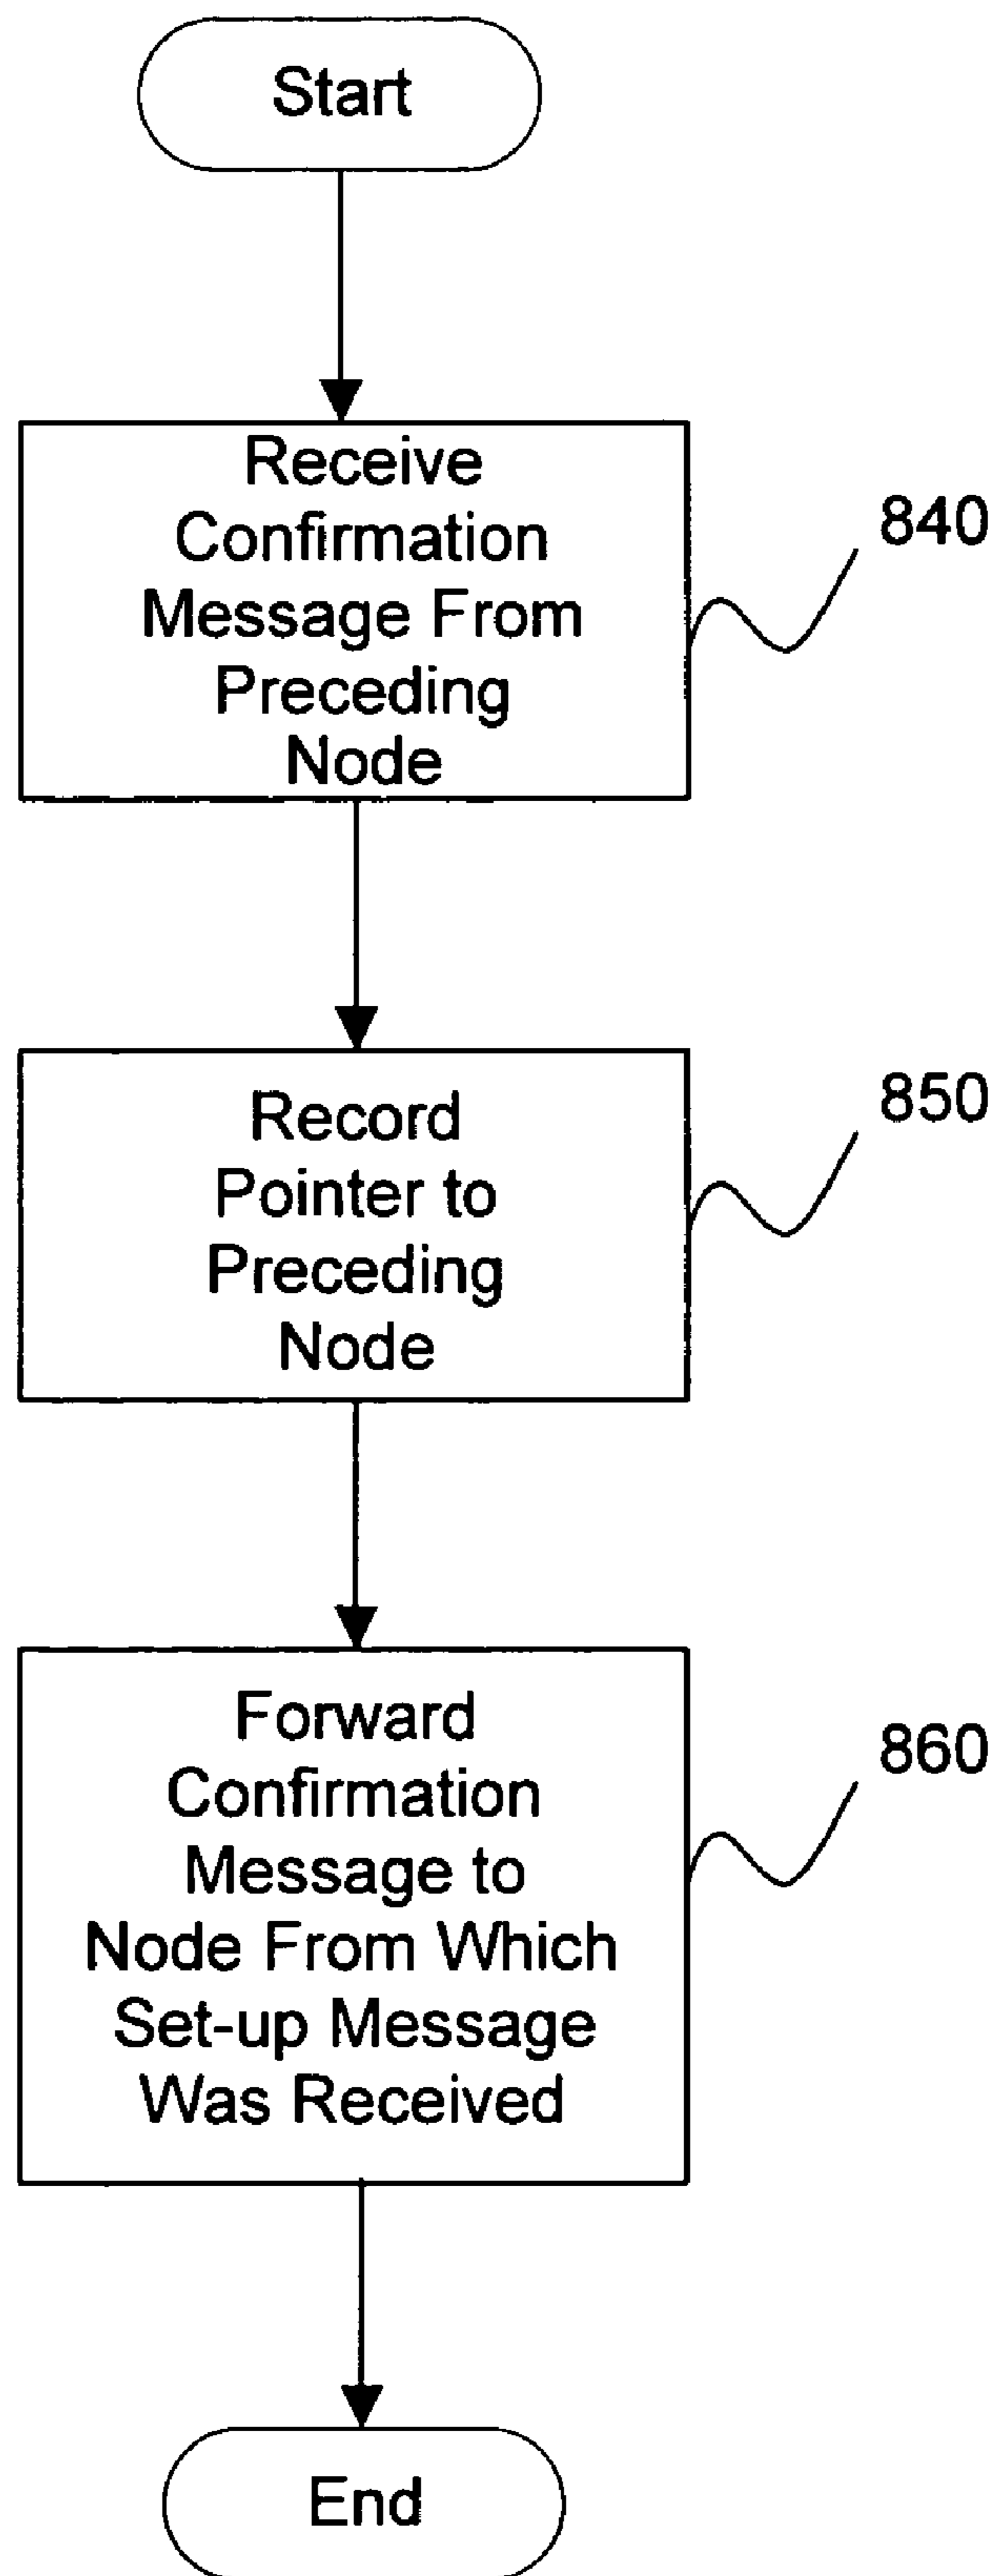 Start
Receive
Confirmation
Message From
Preceding
Node
840
Record
Pointer to
Preceding
Node
850
Forward
Confirmation
Message to
Node From Which
Set-up Message
Was Received
860
End